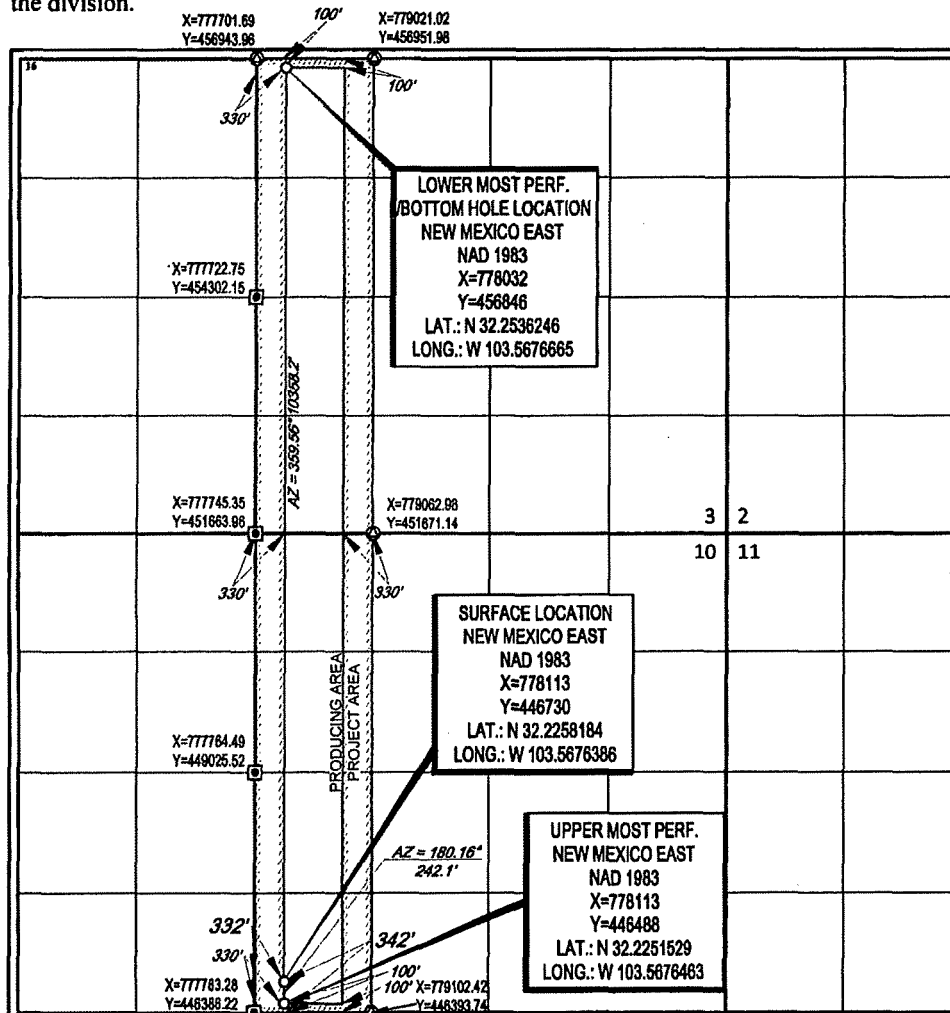 the division.
X=777701.69
Y=456943.96
100'
X=779021.02
Y=456951.98
16
330'
100'
LOWER MOST PERF.
/BOTTOM HOLE LOCATION
NEW MEXICO EAST
NAD 1983
X=778032
Y=456846
LAT.: N 32.2536246
LONG.: W 103.5676665
X=777722.75
Y=454302.15
AZ = 359.56° 10358.2'
X=777745.35
Y=451663.96
X=779062.98
Y=451671.14
3 2
10 11
330'
330'
SURFACE LOCATION
NEW MEXICO EAST
NAD 1983
X=778113
Y=446730
LAT.: N 32.2258184
LONG.: W 103.5676386
PRODUCING AREA
PROJECT AREA
X=777764.49
Y=449025.52
AZ = 180.16°
242.1'
UPPER MOST PERF.
NEW MEXICO EAST
NAD 1983
X=778113
Y=446488
LAT.: N 32.2251529
LONG.: W 103.5676463
332'
342'
330'
100'
100'
X=777783.28
Y=446388.22
X=779102.42
Y=446393.74